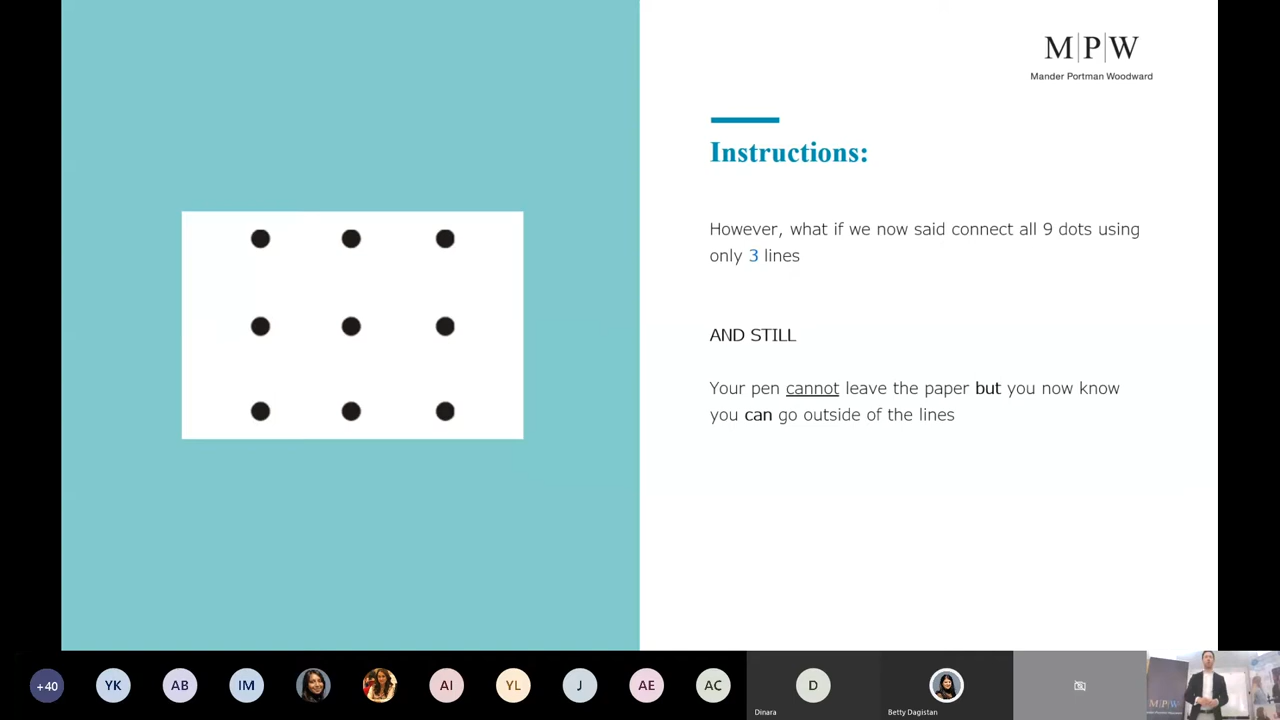 M|P|W
Mander Portman Woodward
Instructions:
However, what if we now said connect all 9 dots using
only 3 lines
AND STILL
Your pen cannot leave the paper but you now know
you can go outside of the lines
+40
YK
AB
IM
AI
YL
J
AE
AC
D
Dinara
Betty Dagistan
M|P|W